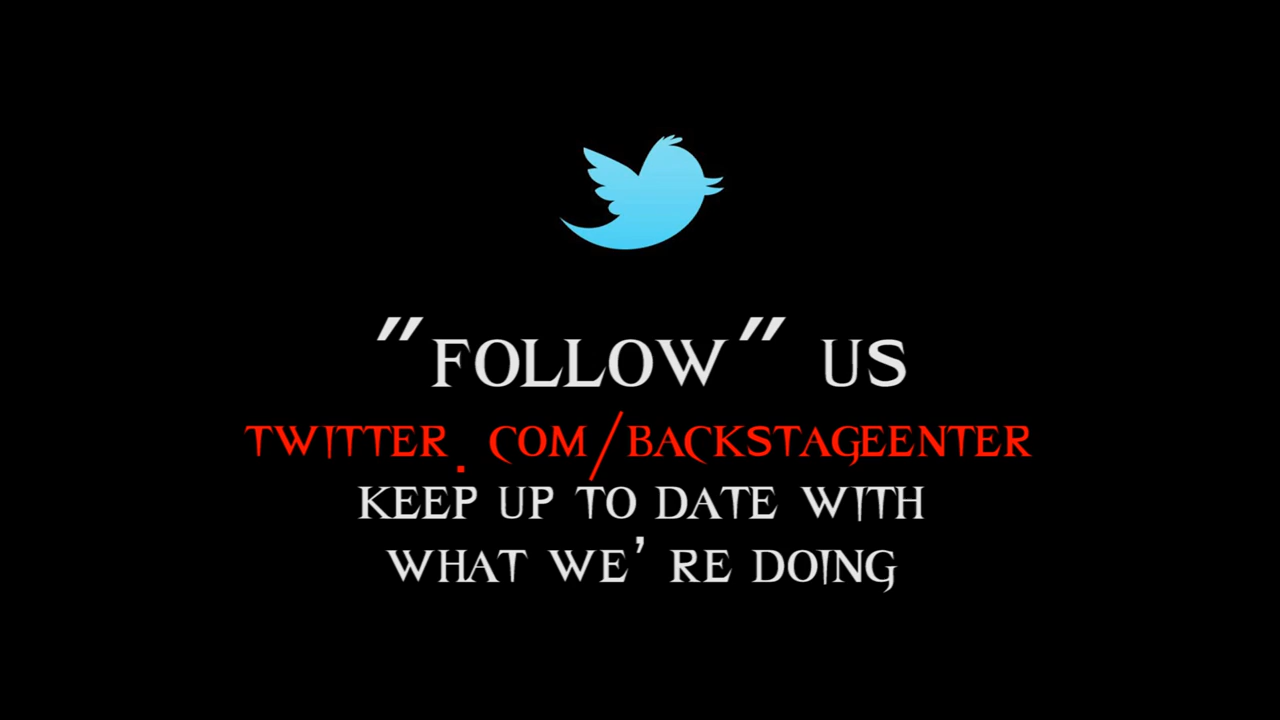 "FOLLOW" US
TWITTER.COM/BACKSTAGEENTER
KEEP UP TO DATE WITH
WHAT WE'RE DOING